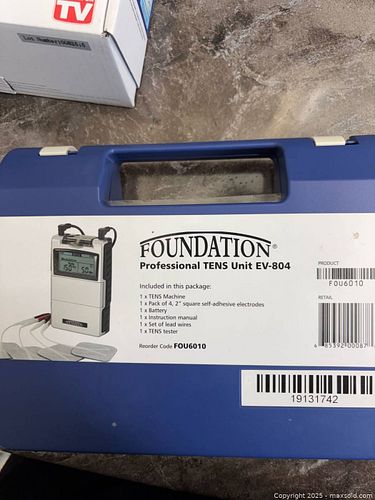 TV
FOUNDATION®
Professional TENS Unit EV-804
Included in this package:
1 x TENS Machine
1 x Pack of 4, 2" square self-adhesive electrodes
1 x Battery
1 x Instruction manual
1 x Set of lead wires
1 x TENS tester
Reorder Code FOU6010
PRODUCT
FOU6010
RETAIL
19131742
Copyright © 2025 - maxsold.com